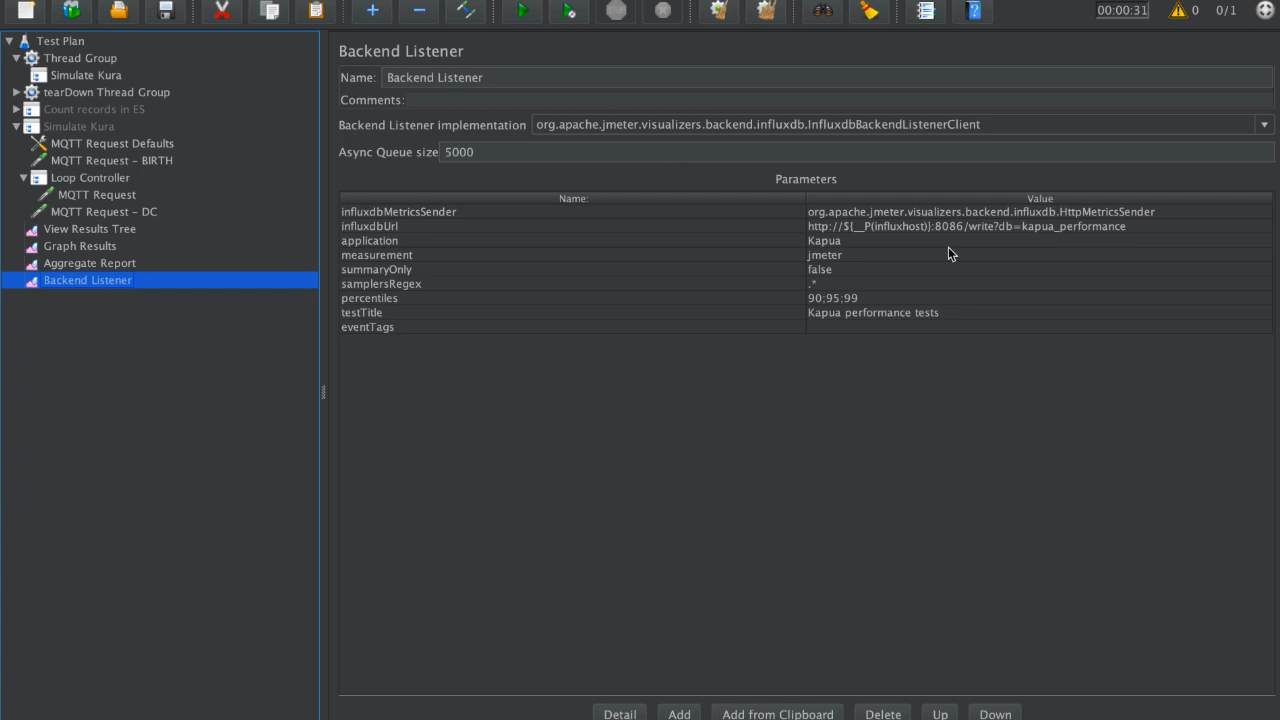 00:00:31 0 0/1
Test Plan
Thread Group
Simulate Kura
tearDown Thread Group
Count records in ES
Simulate Kura
MQTT Request Defaults
MQTT Request - BIRTH
Loop Controller
MQTT Request
MQTT Request - DC
View Results Tree
Graph Results
Aggregate Report
Backend Listener
Backend Listener
Name: Backend Listener
Comments:
Backend Listener implementation org.apache.jmeter.visualizers.backend.influxdb.InfluxdbBackendListenerClient
Async Queue size 5000
Parameters
Name: Value
influxdbMetricsSender org.apache.jmeter.visualizers.backend.influxdb.HttpMetricsSender
influxdbUrl http://${__P(influxhost)}:8086/write?db=kapua_performance
application Kapua
measurement jmeter
summaryOnly false
samplersRegex .*
percentiles 90;95;99
testTitle Kapua performance tests
eventTags
Detail Add Add from Clipboard Delete Up Down